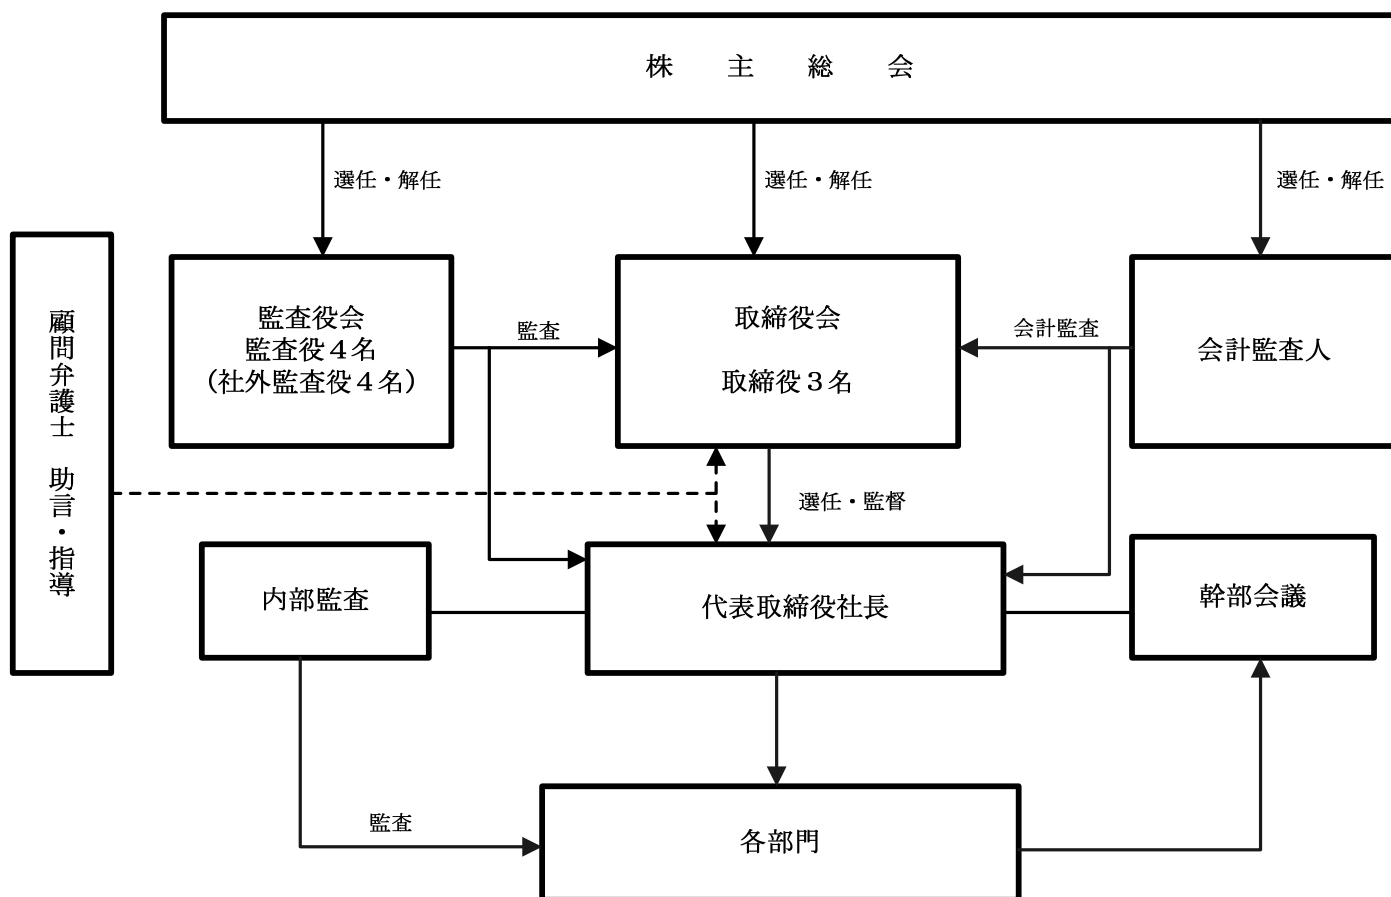 株 主 総 会
選任・解任
選任・解任
選任・解任
顧問弁護士 助言・指導
監査役会
監査役４名
（社外監査役４名）
監査
取締役会
取締役３名
会計監査
会計監査人
選任・監督
内部監査
代表取締役社長
幹部会議
監査
各部門